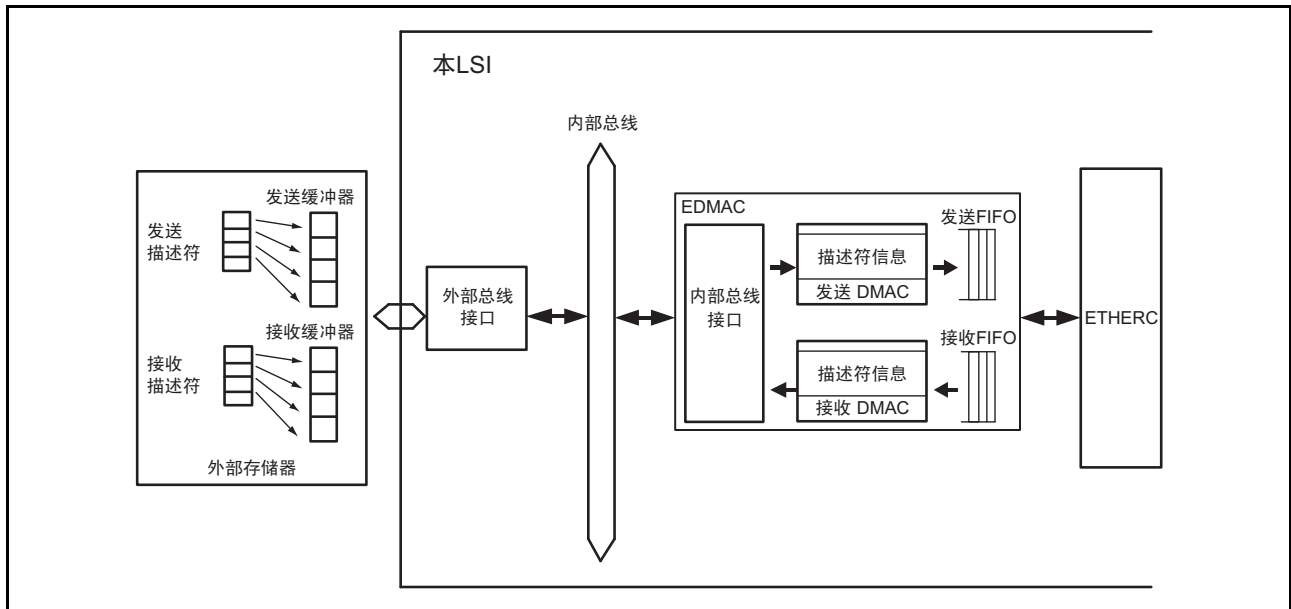 本LSI
内部总线
发送缓冲器
发送
描述符
接收缓冲器
接收
描述符
外部存储器
外部总线
接口
EDMAC
内部总线
接口
描述符信息
发送 DMAC
发送FIFO
描述符信息
接收 DMAC
接收FIFO
ETHERC